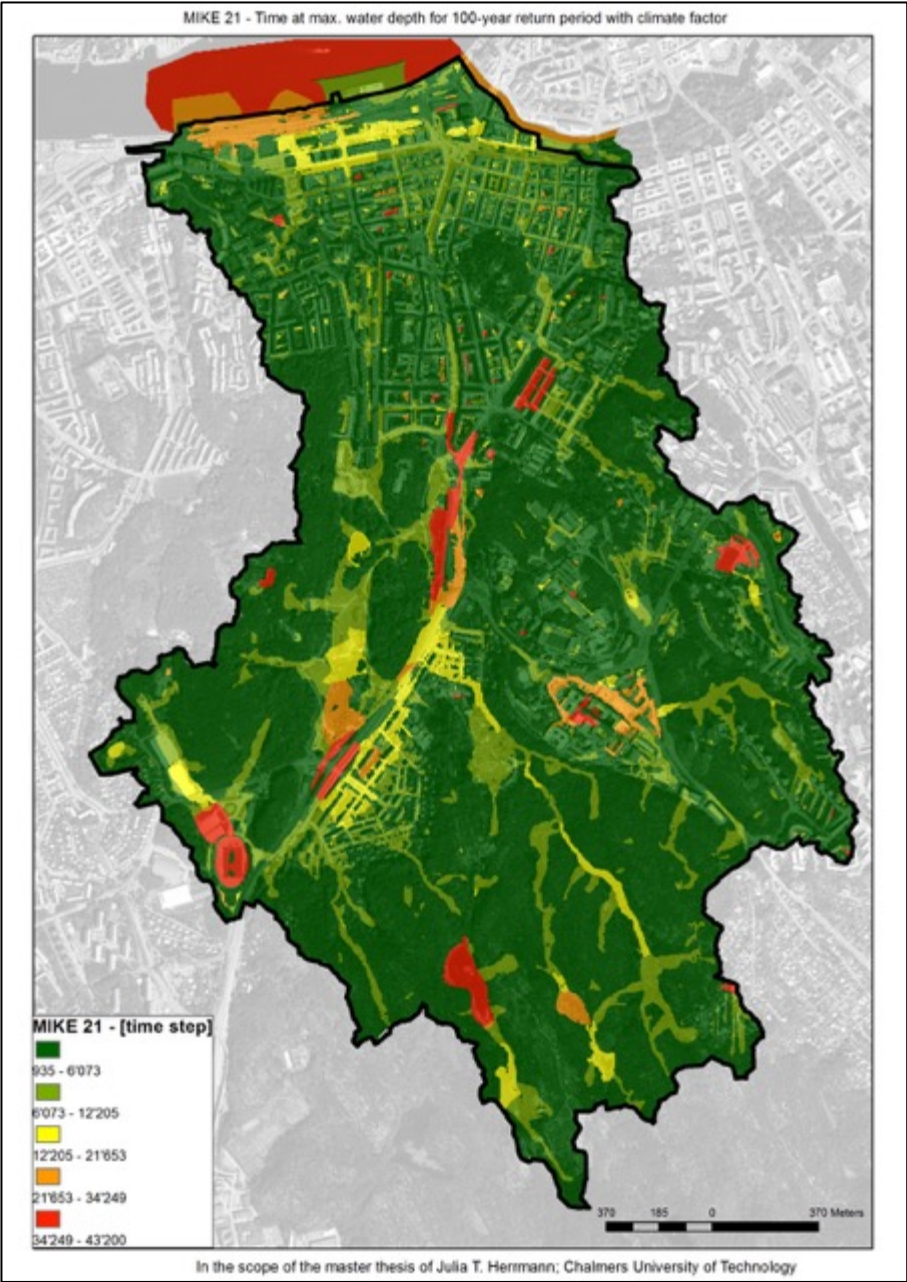 MIKE 21 - Time at max. water depth for 100-year return period with climate factor
MIKE 21 - [time step]
935 - 6'073
6'073 - 12'205
12'205 - 21'653
21'653 - 34'249
34'249 - 43'200
370 185 0 370 Meters
In the scope of the master thesis of Julia T. Herrmann; Chalmers University of Technology